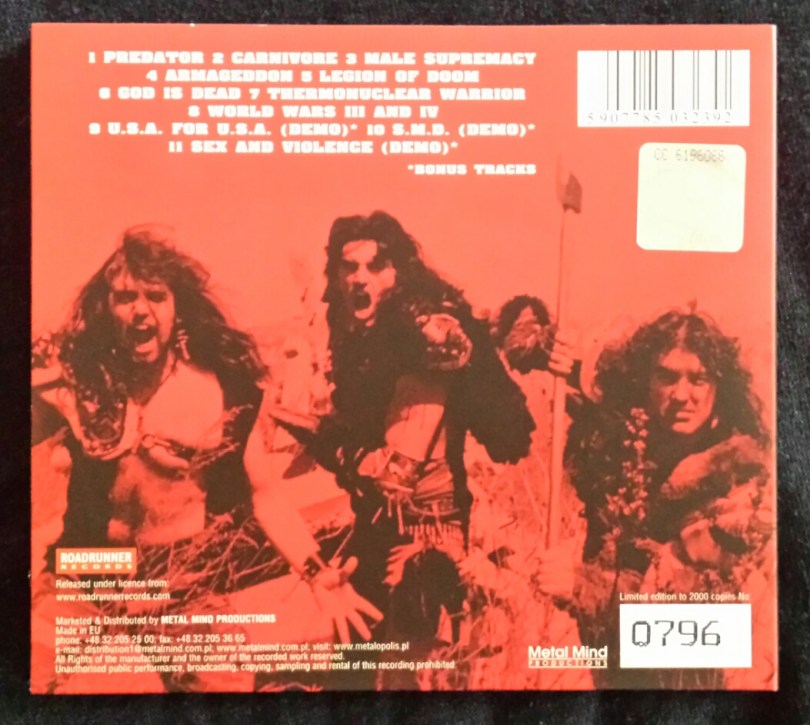 1 PREDATOR 2 CARNIVORE 3 MALE SUPREMACY
4 ARMAGEDDON 5 LEGION OF DOOM
6 GOD IS DEAD 7 THERMONUCLEAR WARRIOR
8 WORLD WARS III AND IV
9 U.S.A. FOR U.S.A. (DEMO)* 10 S.M.D. (DEMO)*
11 SEX AND VIOLENCE (DEMO)*
*BONUS TRACKS
5 907785 032392
CC 6196066
ROADRUNNER
RECORDS
Released under licence from:
www.roadrunnerrecords.com
Marketed & Distributed by METAL MIND PRODUCTIONS
Made in EU
phone: +48 32 205 25 00; fax: +48 32 205 36 65
e-mail: distribution1@metalmind.com.pl, www.metalmind.com.pl, visit: www.metalopolis.pl
All Rights of the manufacturer and the owner of the recorded work reserved.
Unauthorised public performance, broadcasting, copying, sampling and rental of this recording prohibited.
Limited edition to 2000 copies No
0796
Metal Mind
PRODUCTIONS